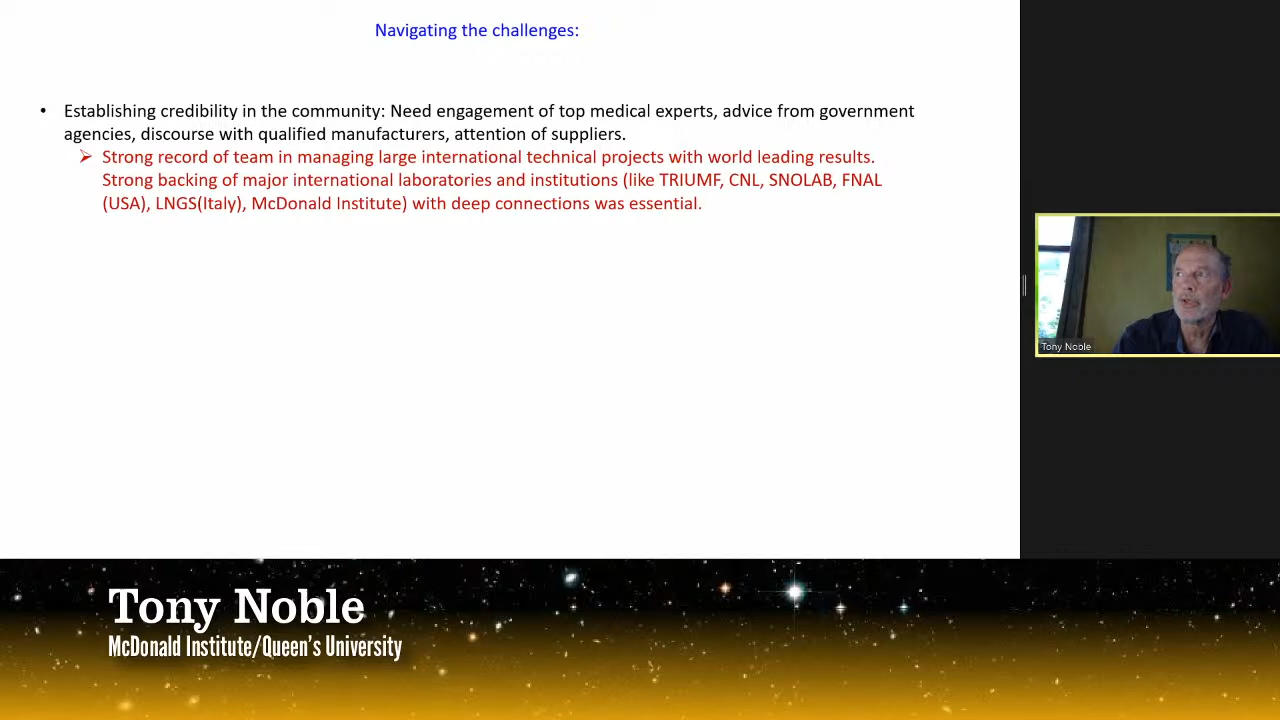 Navigating the challenges:
• Establishing credibility in the community: Need engagement of top medical experts, advice from government
agencies, discourse with qualified manufacturers, attention of suppliers.
➢ Strong record of team in managing large international technical projects with world leading results.
Strong backing of major international laboratories and institutions (like TRIUMF, CNL, SNOLAB, FNAL
(USA), LNGS(Italy), McDonald Institute) with deep connections was essential.
Tony Noble
Tony Noble
McDonald Institute/Queen's University